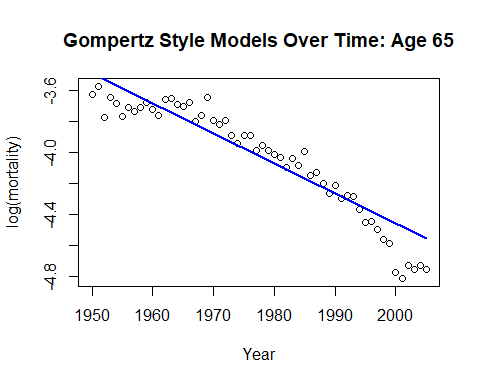 Gompertz Style Models Over Time: Age 65
log(mortality)
-3.6
-4.0
-4.4
-4.8
1950 1960 1970 1980 1990 2000
Year